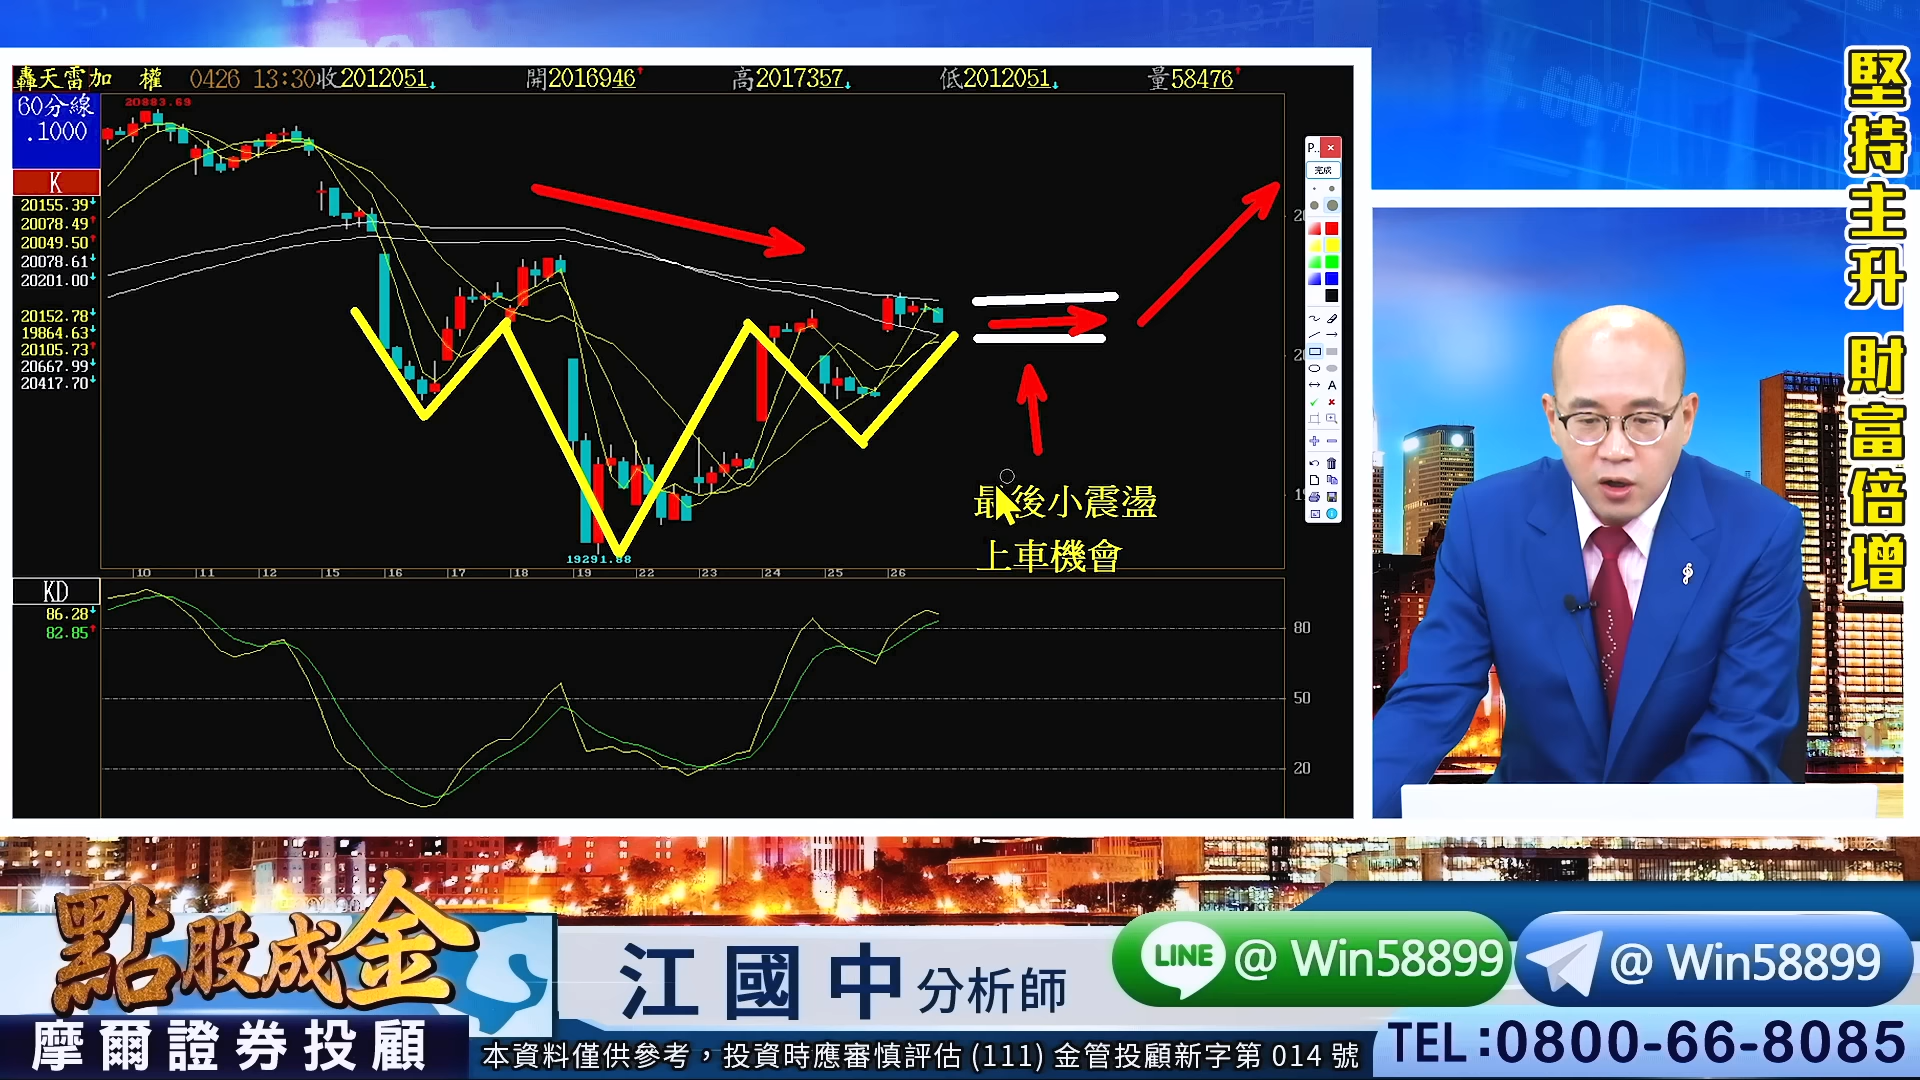 轟天雷加 權 0426 13:30收2012051 開2016946 高2017357 低2012051 量58476
60分線
.1000
K
20155.39
20078.49
20049.50
20078.61
20201.00
20152.78
19864.63
20105.73
20667.99
20417.70
20883.69
19291.88
10 11 12 15 16 17 18 19 22 23 24 25 26
最後小震盪
上車機會
P..
完成
A
KD
86.28
82.85
80
50
20
堅持主升 財富倍增
點股成金
摩爾證券投顧
江國中 分析師
LINE @ Win58899
@ Win58899
TEL:0800-66-8085
本資料僅供參考，投資時應審慎評估 (111) 金管投顧新字第 014 號